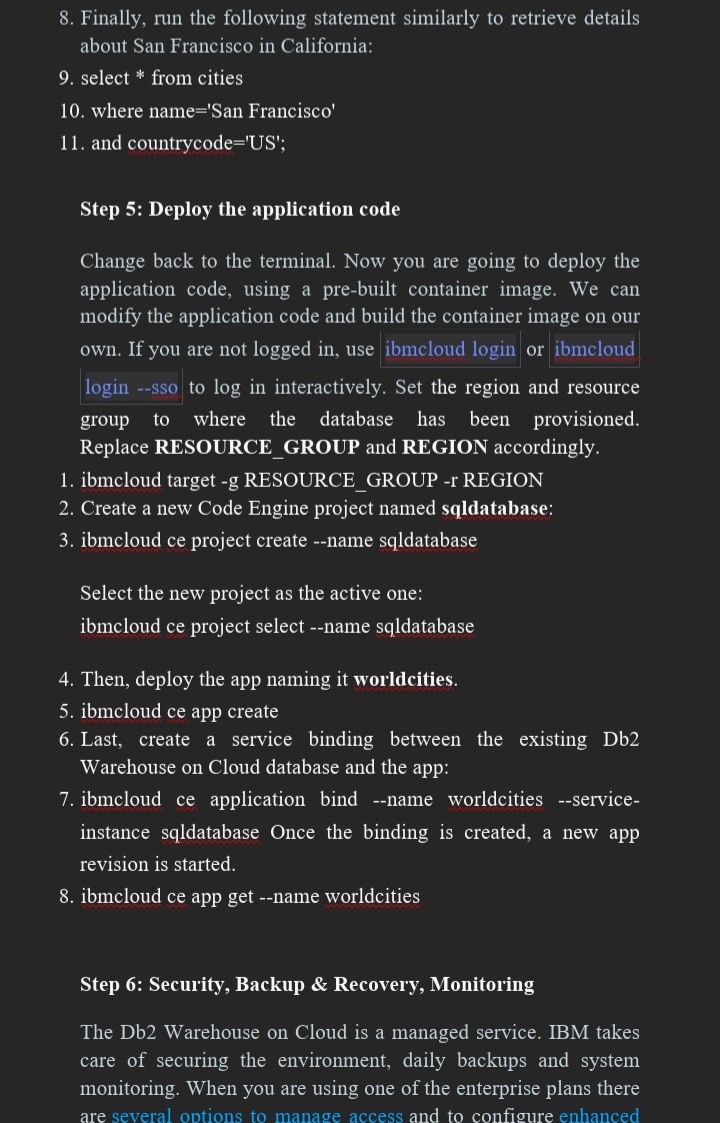 8. Finally, run the following statement similarly to retrieve details
about San Francisco in California:
9. select * from cities
10. where name='San Francisco'
11. and countrycode='US';
Step 5: Deploy the application code
Change back to the terminal. Now you are going to deploy the
application code, using a pre-built container image. We can
modify the application code and build the container image on our
own. If you are not logged in, use ibmcloud login or ibmcloud
login --sso to log in interactively. Set the region and resource
group to where the database has been provisioned.
Replace RESOURCE_GROUP and REGION accordingly.
1. ibmcloud target -g RESOURCE_GROUP -r REGION
2. Create a new Code Engine project named sqldatabase:
3. ibmcloud ce project create --name sqldatabase
Select the new project as the active one:
ibmcloud ce project select --name sqldatabase
4. Then, deploy the app naming it worldcities.
5. ibmcloud ce app create
6. Last, create a service binding between the existing Db2
Warehouse on Cloud database and the app:
7. ibmcloud ce application bind --name worldcities --service-
instance sqldatabase Once the binding is created, a new app
revision is started.
8. ibmcloud ce app get --name worldcities
Step 6: Security, Backup & Recovery, Monitoring
The Db2 Warehouse on Cloud is a managed service. IBM takes
care of securing the environment, daily backups and system
monitoring. When you are using one of the enterprise plans there
are several options to manage access and to configure enhanced